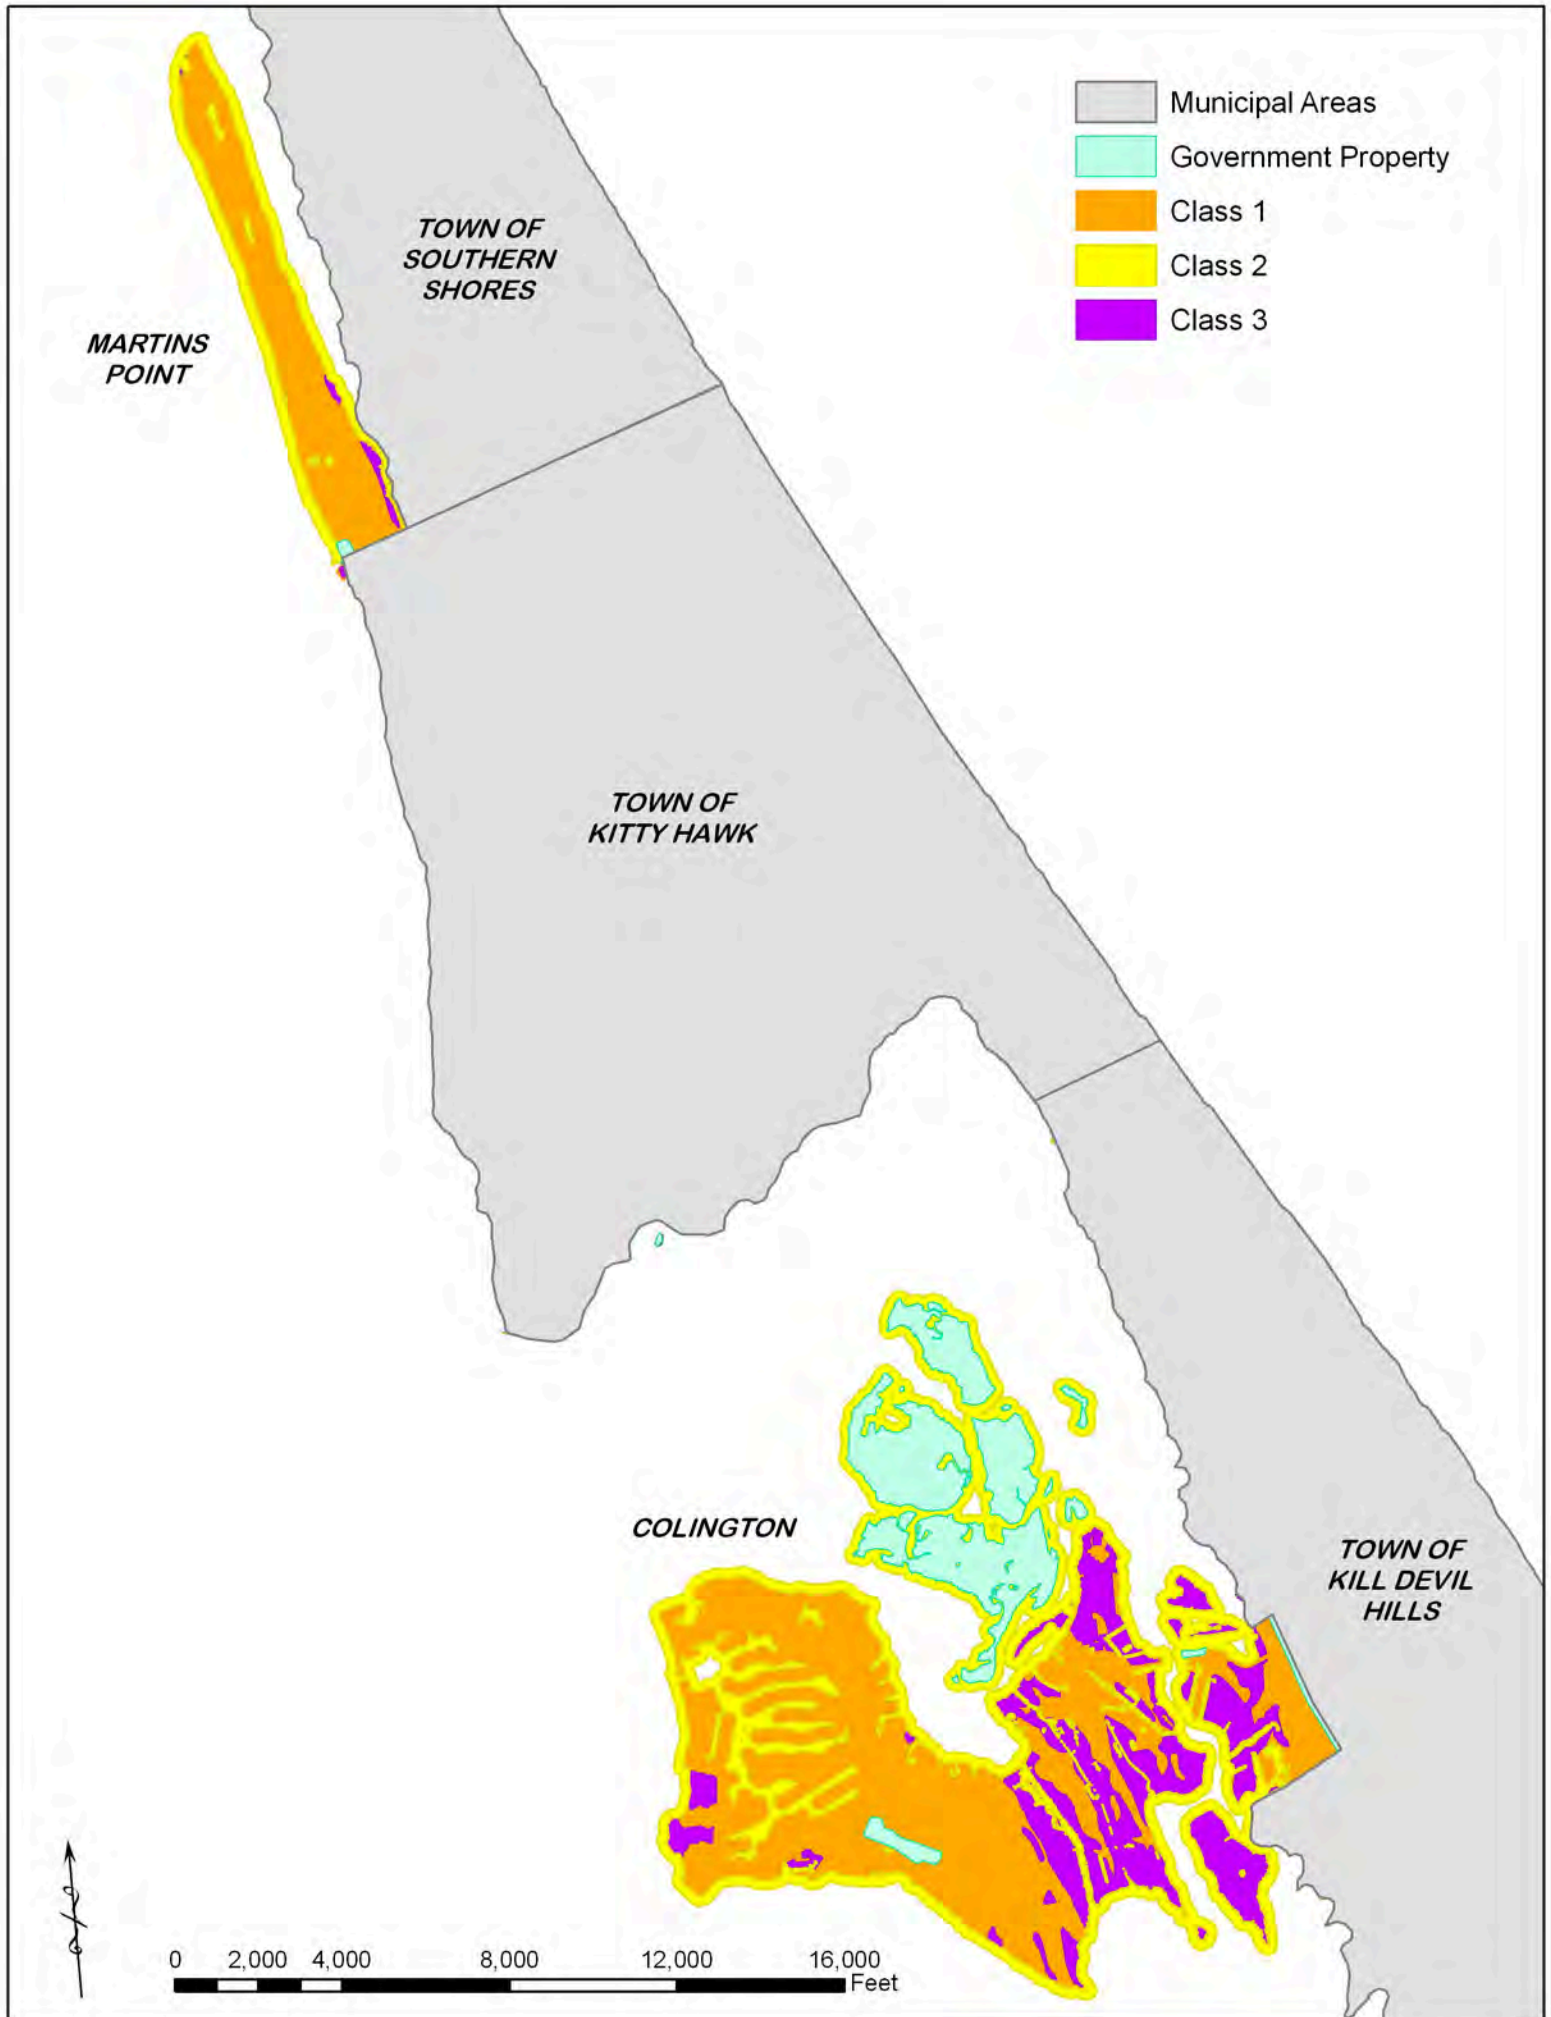 Municipal Areas
Government Property
Class 1
Class 2
Class 3
TOWN OF
SOUTHERN
SHORES
MARTINS
POINT
TOWN OF
KITTY HAWK
COLINGTON
TOWN OF
KILL DEVIL
HILLS
0 2,000 4,000 8,000 12,000 16,000
Feet